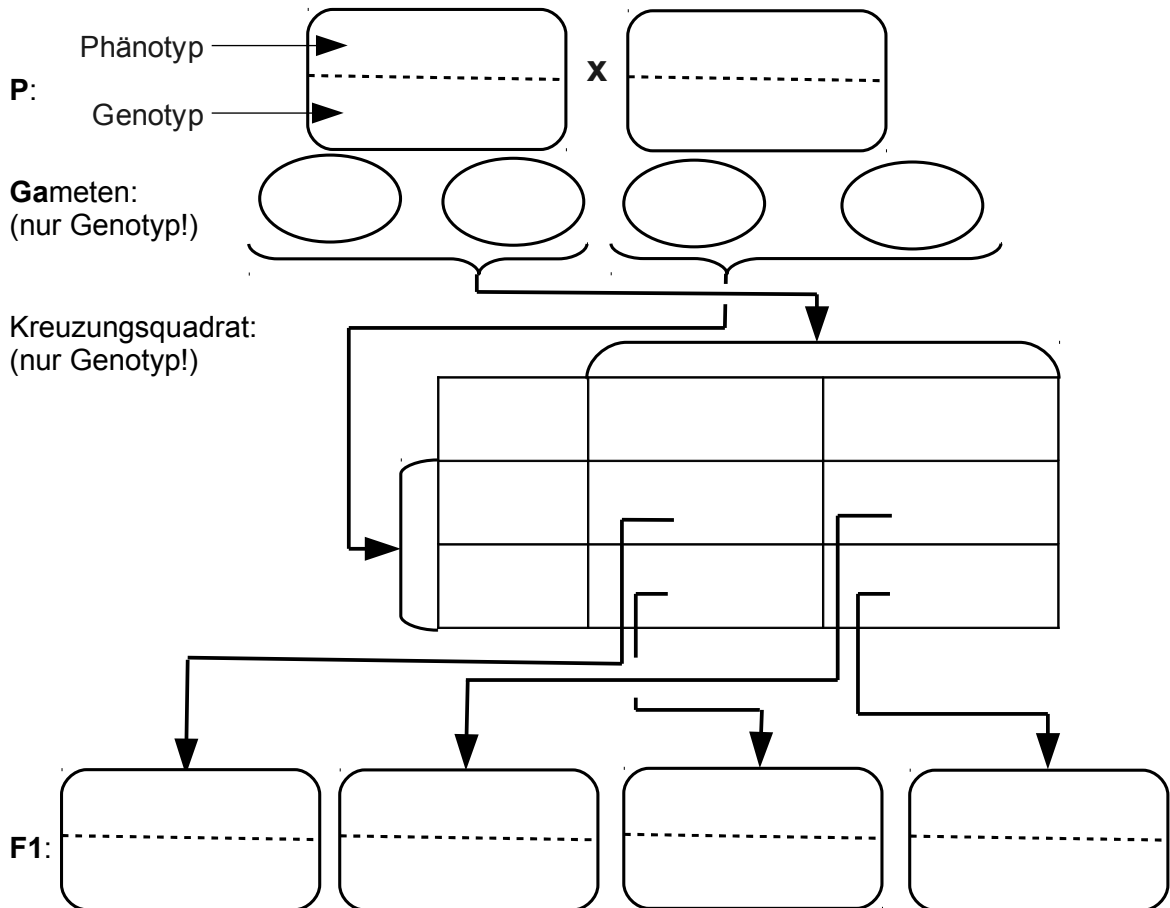 Phänotyp
x
P:
Genotyp
Gameten:
(nur Genotyp!)
Kreuzungsquadrat:
(nur Genotyp!)
F1: